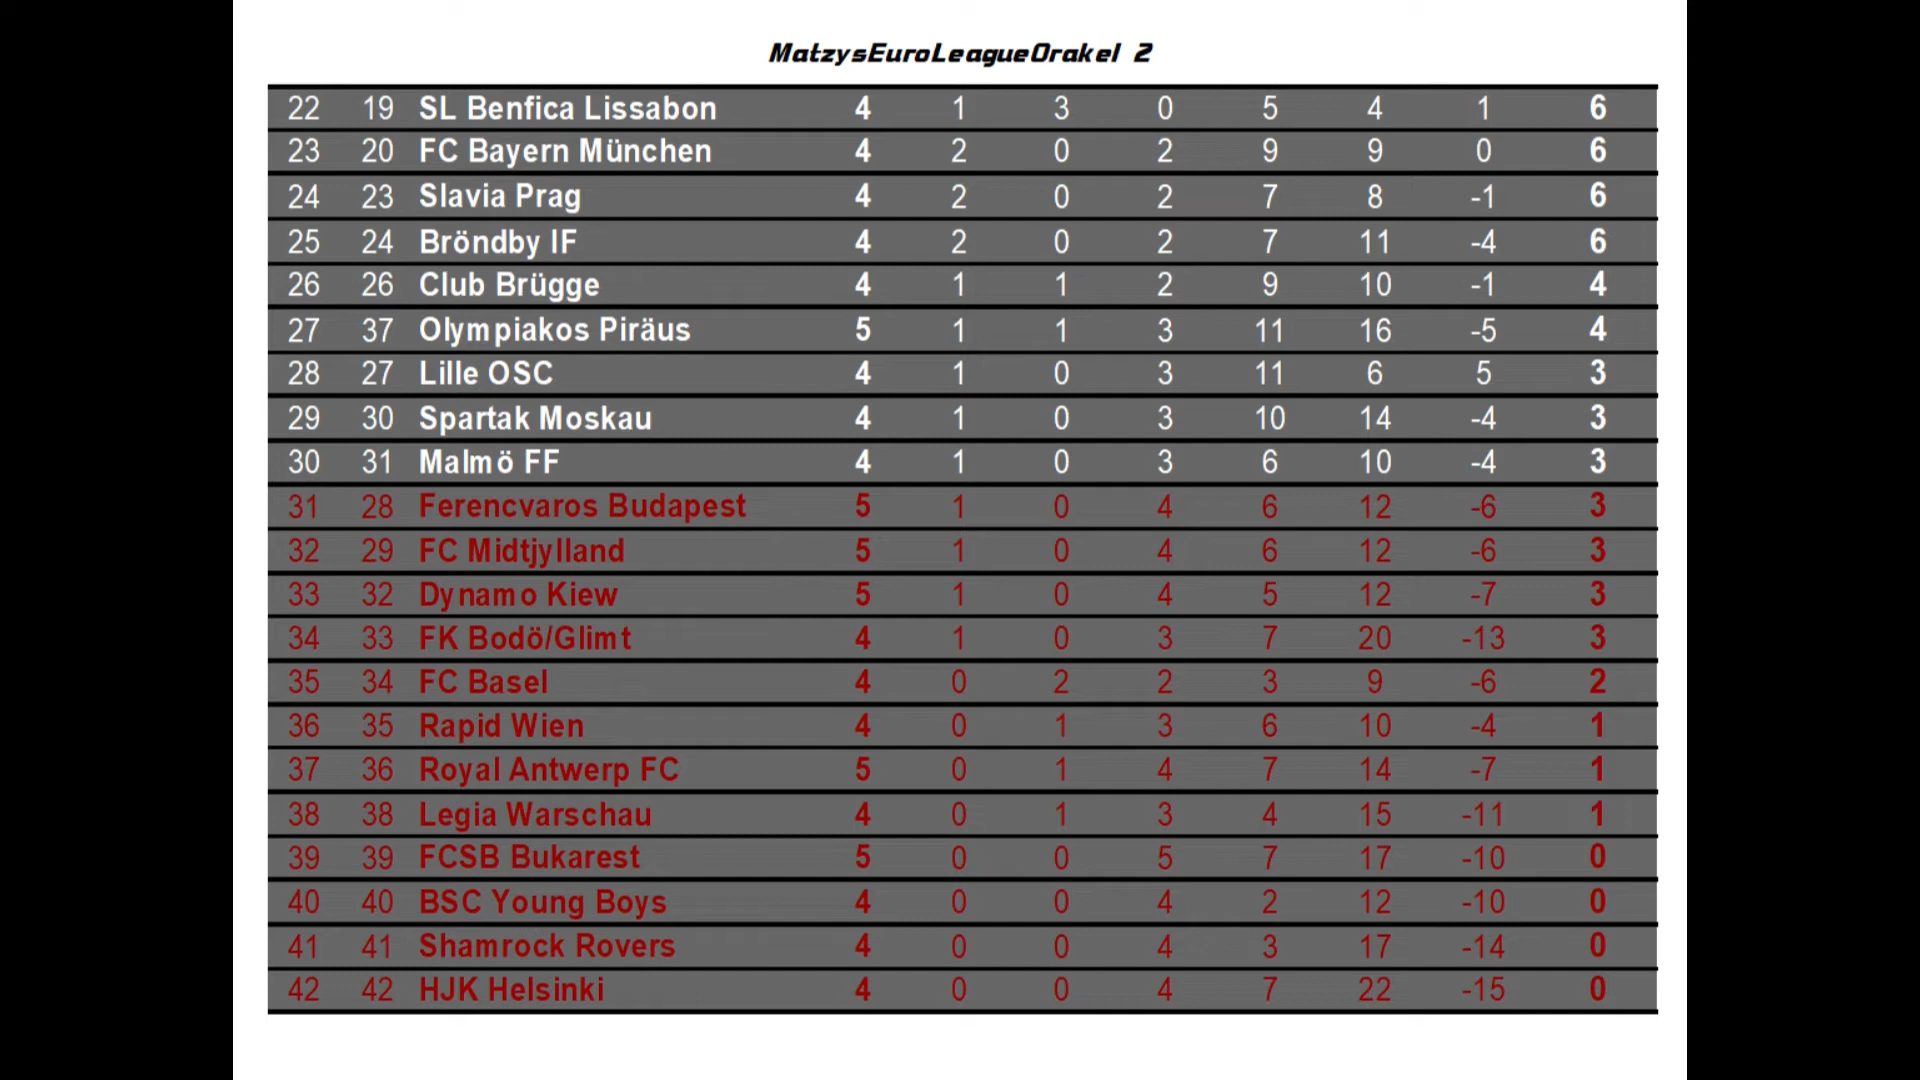 MatzysEuroLeagueOrakel 2
22 19 SL Benfica Lissabon 4 1 3 0 5 4 1 6
23 20 FC Bayern München 4 2 0 2 9 9 0 6
24 23 Slavia Prag 4 2 0 2 7 8 -1 6
25 24 Bröndby IF 4 2 0 2 7 11 -4 6
26 26 Club Brügge 4 1 1 2 9 10 -1 4
27 37 Olympiakos Piräus 5 1 1 3 11 16 -5 4
28 27 Lille OSC 4 1 0 3 11 6 5 3
29 30 Spartak Moskau 4 1 0 3 10 14 -4 3
30 31 Malmö FF 4 1 0 3 6 10 -4 3
31 28 Ferencvaros Budapest 5 1 0 4 6 12 -6 3
32 29 FC Midtjylland 5 1 0 4 6 12 -6 3
33 32 Dynamo Kiew 5 1 0 4 5 12 -7 3
34 33 FK Bodö/Glimt 4 1 0 3 7 20 -13 3
35 34 FC Basel 4 0 2 2 3 9 -6 2
36 35 Rapid Wien 4 0 1 3 6 10 -4 1
37 36 Royal Antwerp FC 5 0 1 4 7 14 -7 1
38 38 Legia Warschau 4 0 1 3 4 15 -11 1
39 39 FCSB Bukarest 5 0 0 5 7 17 -10 0
40 40 BSC Young Boys 4 0 0 4 2 12 -10 0
41 41 Shamrock Rovers 4 0 0 4 3 17 -14 0
42 42 HJK Helsinki 4 0 0 4 7 22 -15 0